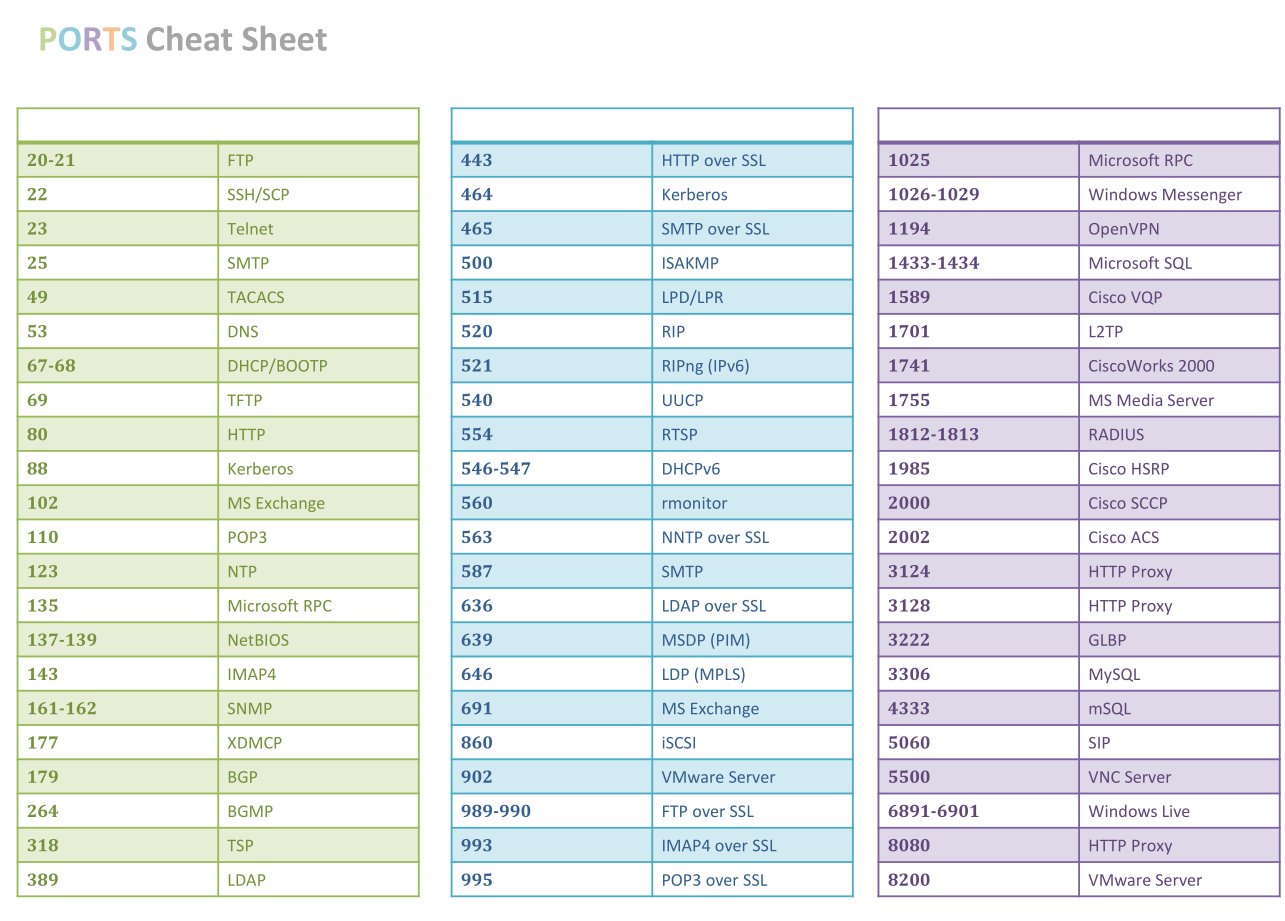 PORTS Cheat Sheet
20-21 FTP
22 SSH/SCP
23 Telnet
25 SMTP
49 TACACS
53 DNS
67-68 DHCP/BOOTP
69 TFTP
80 HTTP
88 Kerberos
102 MS Exchange
110 POP3
123 NTP
135 Microsoft RPC
137-139 NetBIOS
143 IMAP4
161-162 SNMP
177 XDMCP
179 BGP
264 BGMP
318 TSP
389 LDAP
443 HTTP over SSL
464 Kerberos
465 SMTP over SSL
500 ISAKMP
515 LPD/LPR
520 RIP
521 RIPng (IPv6)
540 UUCP
554 RTSP
546-547 DHCPv6
560 rmonitor
563 NNTP over SSL
587 SMTP
636 LDAP over SSL
639 MSDP (PIM)
646 LDP (MPLS)
691 MS Exchange
860 iSCSI
902 VMware Server
989-990 FTP over SSL
993 IMAP4 over SSL
995 POP3 over SSL
1025 Microsoft RPC
1026-1029 Windows Messenger
1194 OpenVPN
1433-1434 Microsoft SQL
1589 Cisco VQP
1701 L2TP
1741 CiscoWorks 2000
1755 MS Media Server
1812-1813 RADIUS
1985 Cisco HSRP
2000 Cisco SCCP
2002 Cisco ACS
3124 HTTP Proxy
3128 HTTP Proxy
3222 GLBP
3306 MySQL
4333 mSQL
5060 SIP
5500 VNC Server
6891-6901 Windows Live
8080 HTTP Proxy
8200 VMware Server